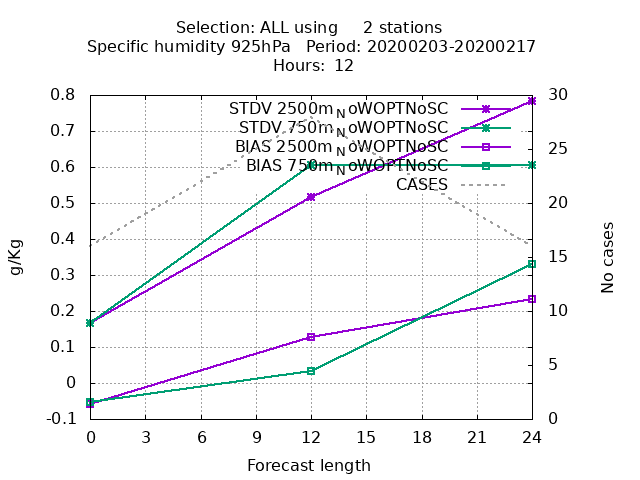 Selection: ALL using     2 stations
Specific humidity 925hPa   Period: 20200203-20200217
Hours:  12
STDV 2500m_NoWOPTNoSC
STDV 750m_NoWOPTNoSC
BIAS 2500m_NoWOPTNoSC
BIAS 750m_NoWOPTNoSC
CASES
g/Kg
0.8
0.7
0.6
0.5
0.4
0.3
0.2
0.1
0
-0.1
30
25
20
15
10
5
0
No cases
0 3 6 9 12 15 18 21 24
Forecast length